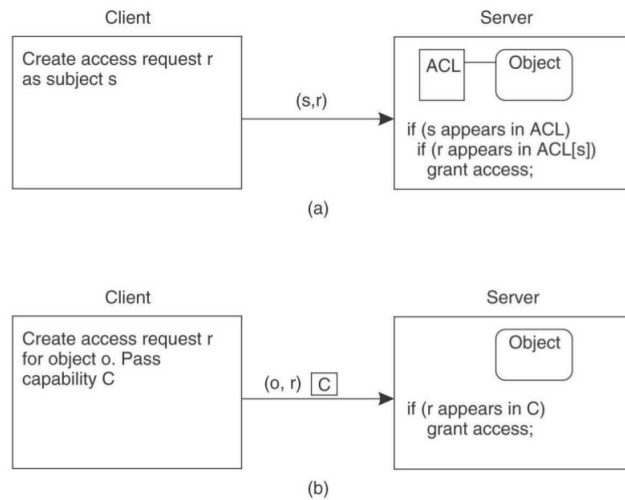 Client
Server
Create access request r
as subject s
(s,r)
ACL
Object
if (s appears in ACL)
if (r appears in ACL[s])
grant access;
(a)
Client
Server
Create access request r
for object o. Pass
capability C
(o, r) C
Object
if (r appears in C)
grant access;
(b)